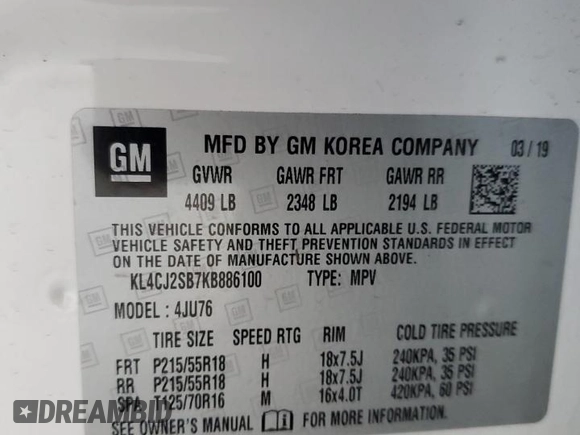 GM MFD BY GM KOREA COMPANY 03/19
GVWR GAWR FRT GAWR RR
4409 LB 2348 LB 2194 LB
THIS VEHICLE CONFORMS TO ALL APPLICABLE U.S. FEDERAL MOTOR
VEHICLE SAFETY AND THEFT PREVENTION STANDARDS IN EFFECT
ON THE DATE OF MANUFACTURE SHOWN ABOVE.
KL4CJ2SB7KB886100 TYPE: MPV
MODEL : 4JU76
TIRE SIZE SPEED RTG RIM COLD TIRE PRESSURE
FRT P215/55R18 H 18x7.5J 240KPA, 35 PSI
RR P215/55R18 H 18x7.5J 240KPA, 35 PSI
SPA T125/70R16 M 16x4.0T 420KPA, 60 PSI
SEE OWNER'S MANUAL FOR MORE INFORMATION.
DREAMBID